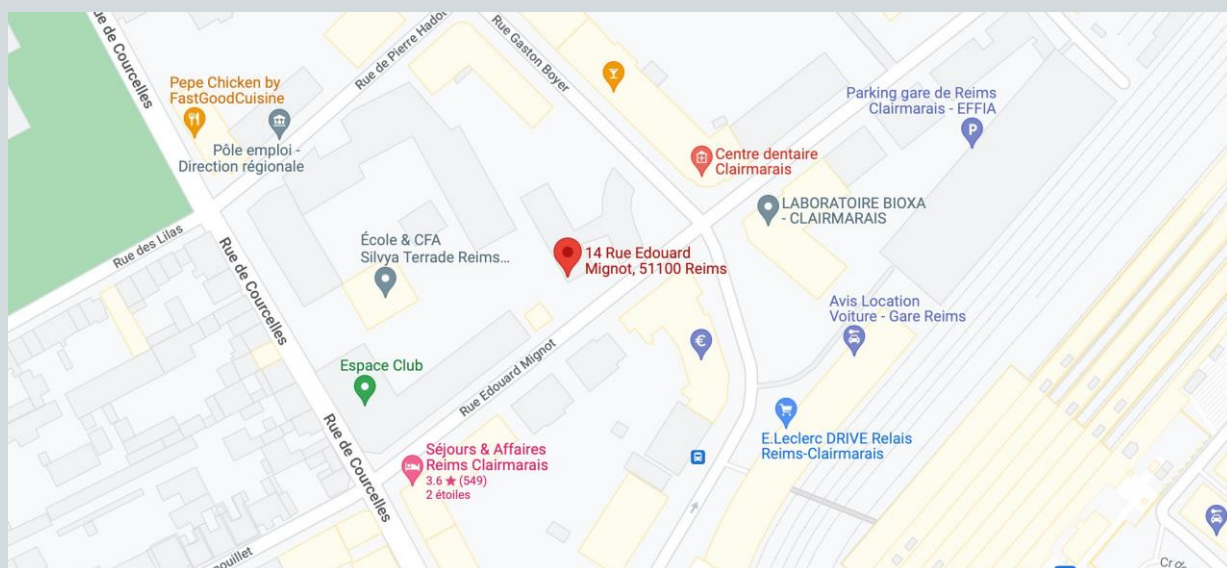 Rue de Courcelles
Rue de Pierre Hadot
Rue Gaston Boyer
Pepe Chicken by
FastGoodCuisine
Pôle emploi -
Direction régionale
Parking gare de Reims
Clairmarais - EFFIA
P
Centre dentaire
Clairmarais
LABORATOIRE BIOXA
- CLAIRMARAIS
Rue des Lilas
Rue de Courcelles
École & CFA
Silvya Terrade Reims...
14 Rue Edouard
Mignot, 51100 Reims
Avis Location
Voiture - Gare Reims
€
Espace Club
Rue Edouard Mignot
Rue de Courcelles
E.Leclerc DRIVE Relais
Reims-Clairmarais
Séjours & Affaires
Reims Clairmarais
3.6 ★ (549)
2 étoiles